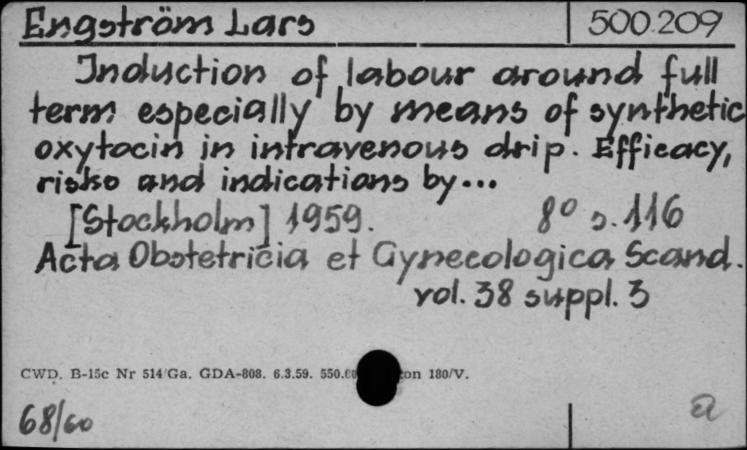 Engström Lars 500.209
Induction of labour around full
term especially by means of synthetic
oxytocin in intravenous drip. Efficacy,
risks and indications by...
[Stockholm] 1959. 8° s. 116
Acta Obstetricia et Gynecologica Scand.
vol. 38 suppl. 3
CWD. B-15c Nr 514/Ga. GDA-808. 6.3.59. 180/V.
68/60
a